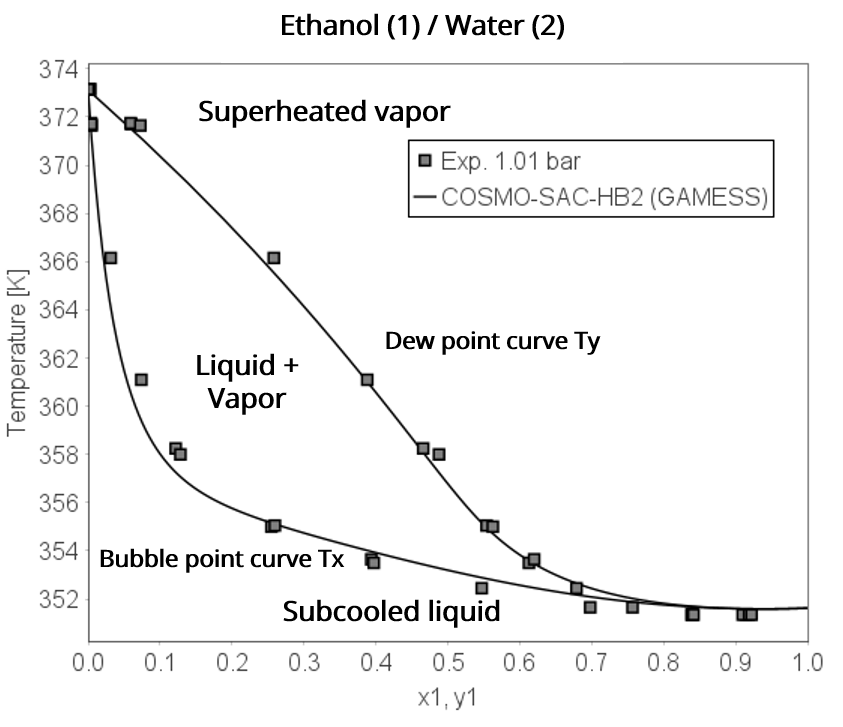 Ethanol (1) / Water (2)
374
372
370
368
366
364
362
360
358
356
354
352
Temperature [K]
Superheated vapor
Exp. 1.01 bar
COSMO-SAC-HB2 (GAMESS)
Dew point curve Ty
Liquid +
Vapor
Bubble point curve Tx
Subcooled liquid
0.0 0.1 0.2 0.3 0.4 0.5 0.6 0.7 0.8 0.9 1.0
x1, y1